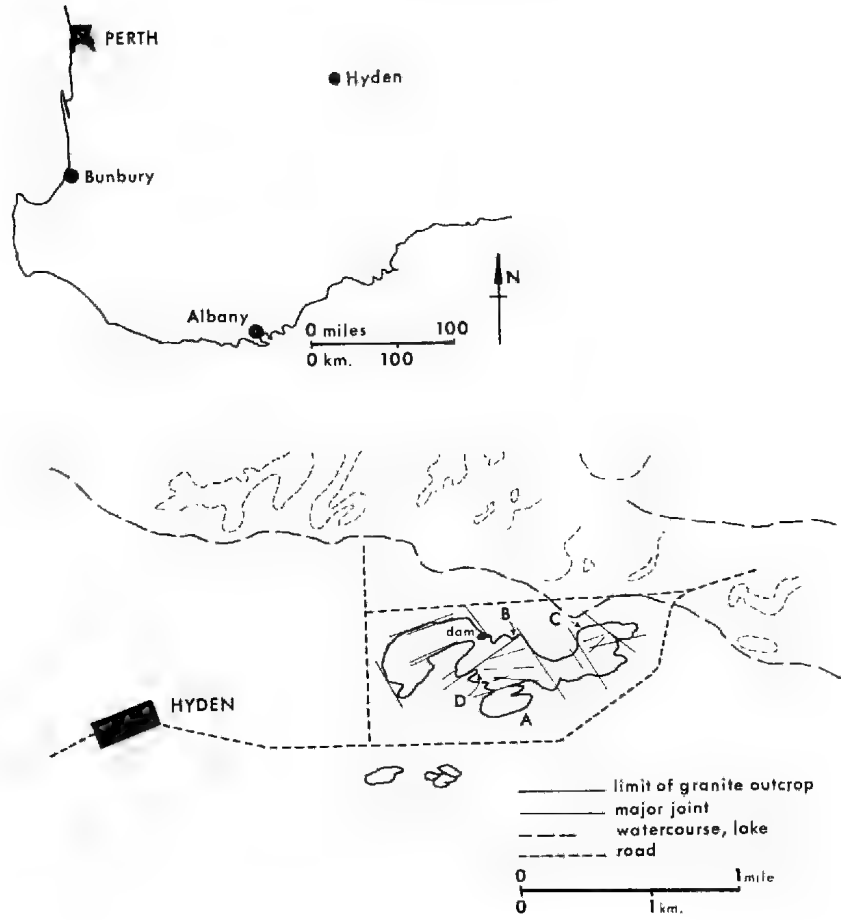 PERTH
Hyden
Bunbury
N
Albany
0 miles 100
0 km. 100
B
C
dam
D
A
HYDEN
limit of granite outcrop
major joint
watercourse, lake
road
0 1 mile
0 1 km.